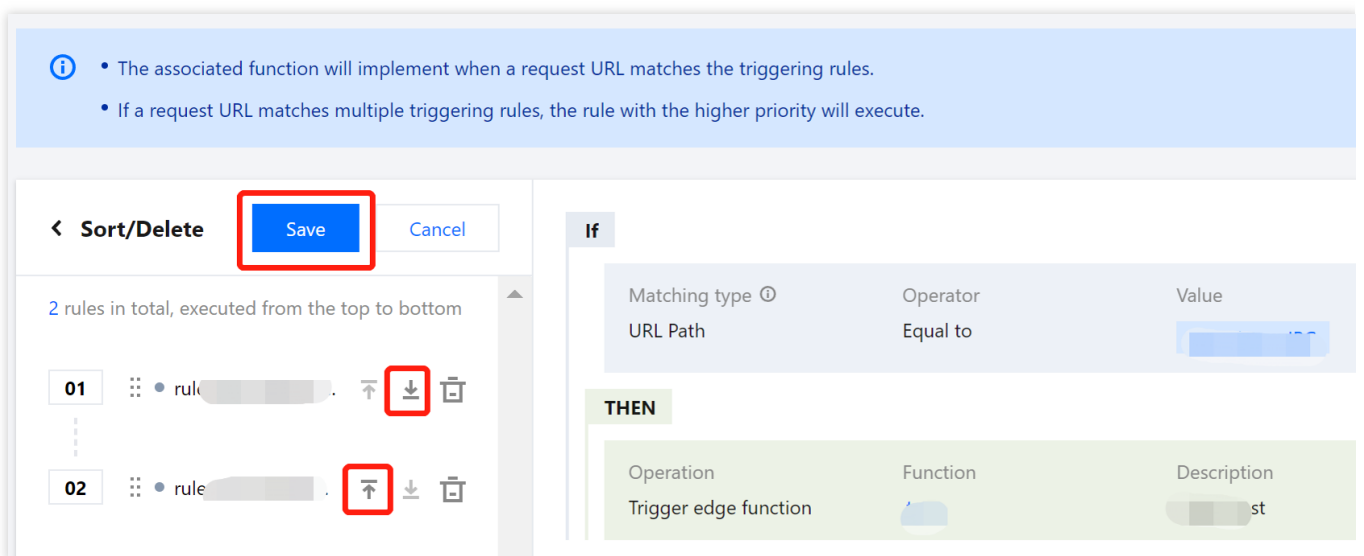 The associated function will implement when a request URL matches the triggering rules.
If a request URL matches multiple triggering rules, the rule with the higher priority will execute.
Sort/Delete
Save
Cancel
2 rules in total, executed from the top to bottom
01
02
If
Matching type
Operator
Value
URL Path
Equal to
THEN
Operation
Function
Description
Trigger edge function